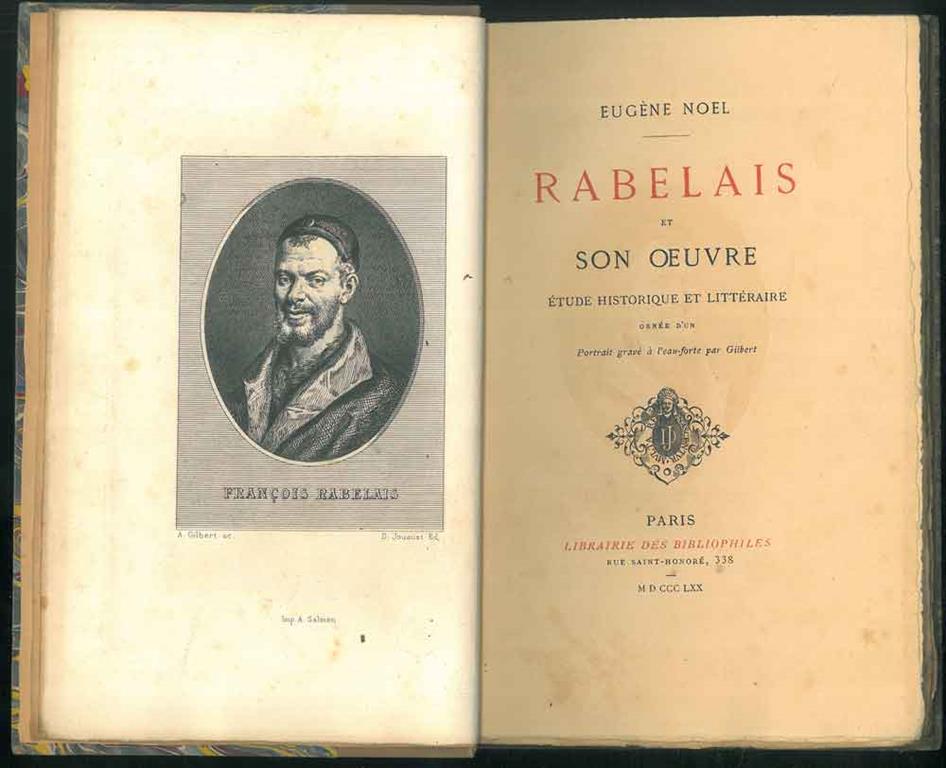 FRANÇOIS RABELAIS
A. Gilbert sc.
D. Jouaust Ed.
Imp. A. Salmon
EUGÈNE NOEL
RABELAIS
ET
SON ŒUVRE
ÉTUDE HISTORIQUE ET LITTÉRAIRE
ORNÉE D'UN
Portrait gravé à l'eau-forte par Gilbert
PARIS
LIBRAIRIE DES BIBLIOPHILES
RUE SAINT-HONORÉ, 338
M D CCC LXX